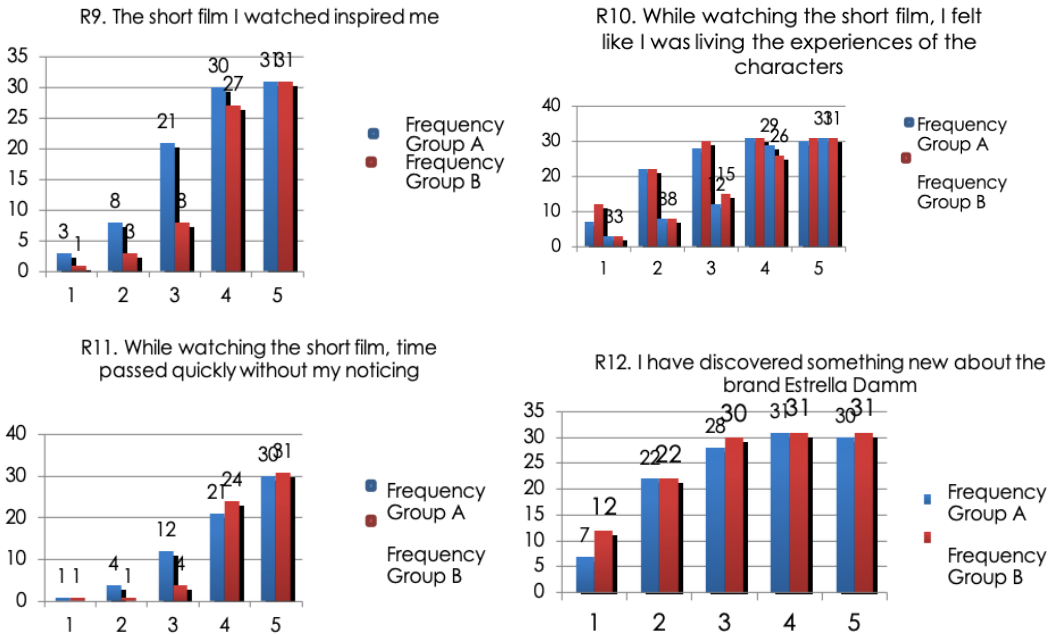 R9. The short film I watched inspired me
35
30
25
20
15
10
5
0
3
1
8
3
21
8
30
27
31
31
1 2 3 4 5
Frequency
Group A
Frequency
Group B
R10. While watching the short film, I felt
like I was living the experiences of the
characters
40
30
20
10
0
3
3
8
8
15
29
26
31
1 2 3 4 5
Frequency
Group A
Frequency
Group B
R11. While watching the short film, time
passed quickly without my noticing
40
30
20
10
0
1
1
4
1
12
4
21
24
30
31
1 2 3 4 5
Frequency
Group A
Frequency
Group B
R12. I have discovered something new about the
brand Estrella Damm
35
30
25
20
15
10
5
0
7
12
22
22
28
30
31
31
30
31
1 2 3 4 5
Frequency
Group A
Frequency
Group B